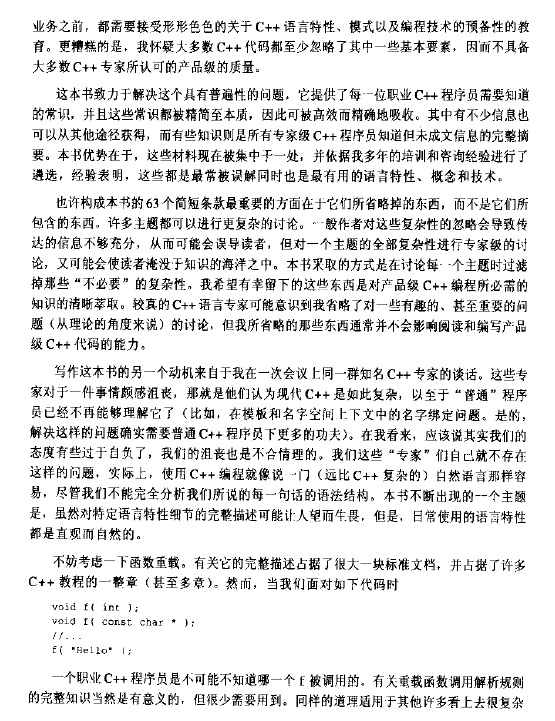 业务之前，都需要接受形形色色的关于 C++ 语言特性、模式以及编程技术的预备性的教
育。更糟糕的是，我怀疑大多数 C++ 代码都至少忽略了其中一些基本要素，因而不具备
大多数 C++ 专家所认可的产品级的质量。
这本书致力于解决这个具有普遍性的问题，它提供了每一位职业 C++ 程序员需要知道
的常识，并且这些常识都被精简至本质，因此可被高效而精确地吸收。其中有不少信息也
可以从其他途径获得，而有些知识则是所有专家级 C++ 程序员知道但未成文信息的完整摘
要。本书优势在于，这些材料现在被集中于一处，并依据我多年的培训和咨询经验进行了
遴选，经验表明，这些都是最常被误解同时也是最有用的语言特性、概念和技术。
也许构成本书的 63 个简短条款最重要的方面在于它们所省略掉的东西，而不是它们所
包含的东西。许多主题都可以进行更复杂的讨论。一般作者对这些复杂性的忽略会导致传
达的信息不够充分，从而可能会误导读者，但对一个主题的全部复杂性进行专家级的讨
论，又可能会使读者淹没于知识的海洋之中。本书采取的方式是在讨论每一个主题时过滤
掉那些“不必要”的复杂性。我希望有幸留下的这些东西是对产品级 C++ 编程所必需的
知识的清晰萃取。较真的 C++ 语言专家可能意识到我省略了对一些有趣的、甚至重要的问
题（从理论的角度来说）的讨论，但我所省略的那些东西通常并不会影响阅读和编写产品
级 C++ 代码的能力。
写作这本书的另一个动机来自于我在一次会议上同一群知名 C++ 专家的谈话。这些专
家对于一件事情颇感沮丧，那就是他们认为现代 C++ 是如此复杂，以至于“普通”程序
员已经不再能够理解它了（比如，在模板和名字空间上下文中的名字绑定问题。是的，
解决这样的问题确实需要普通 C++ 程序员下更多的功夫）。在我看来，应该说其实我们的
态度有些过于自负了，我们的沮丧也是不合情理的。我们这些“专家”们自己就不存在
这样的问题，实际上，使用 C++ 编程就像说一门（远比 C++ 复杂的）自然语言那样容
易，尽管我们不能完全分析我们所说的每一句话的语法结构。本书不断出现的一个主题
是，虽然对特定语言特性细节的完整描述可能让人望而生畏，但是，日常使用的语言特性
都是直观而自然的。
不妨考虑一下函数重载。有关它的完整描述占据了很大一块标准文档，并占据了许多
C++ 教程的一整章（甚至多章）。然而，当我们面对如下代码时
void f( int );
void f( const char * );
//...
f( "Hello" );
一个职业 C++ 程序员是不可能不知道哪一个 f 被调用的。有关重载函数调用解析规则
的完整知识当然是有意义的，但很少需要用到。同样的道理适用于其他许多看上去很复杂